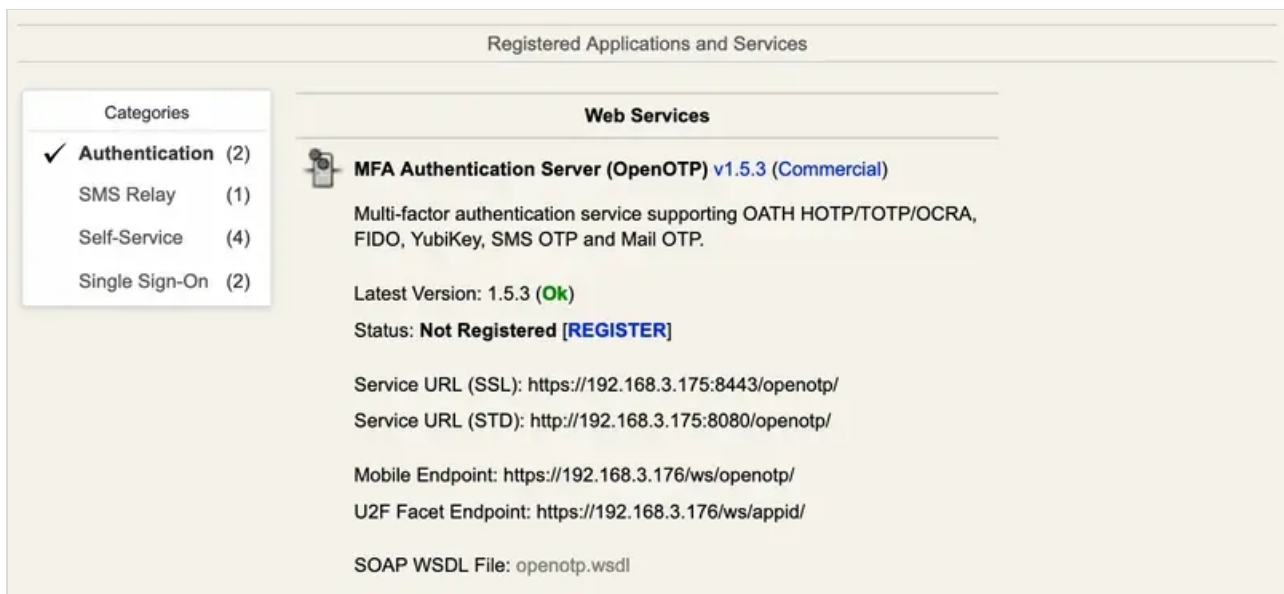 Registered Applications and Services
Categories
Authentication (2)
SMS Relay (1)
Self-Service (4)
Single Sign-On (2)
Web Services
MFA Authentication Server (OpenOTP) v1.5.3 (Commercial)
Multi-factor authentication service supporting OATH HOTP/TOTP/OCRA,
FIDO, YubiKey, SMS OTP and Mail OTP.
Latest Version: 1.5.3 (Ok)
Status: Not Registered [REGISTER]
Service URL (SSL): https://192.168.3.175:8443/openotp/
Service URL (STD): http://192.168.3.175:8080/openotp/
Mobile Endpoint: https://192.168.3.176/ws/openotp/
U2F Facet Endpoint: https://192.168.3.176/ws/appid/
SOAP WSDL File: openotp.wsdl